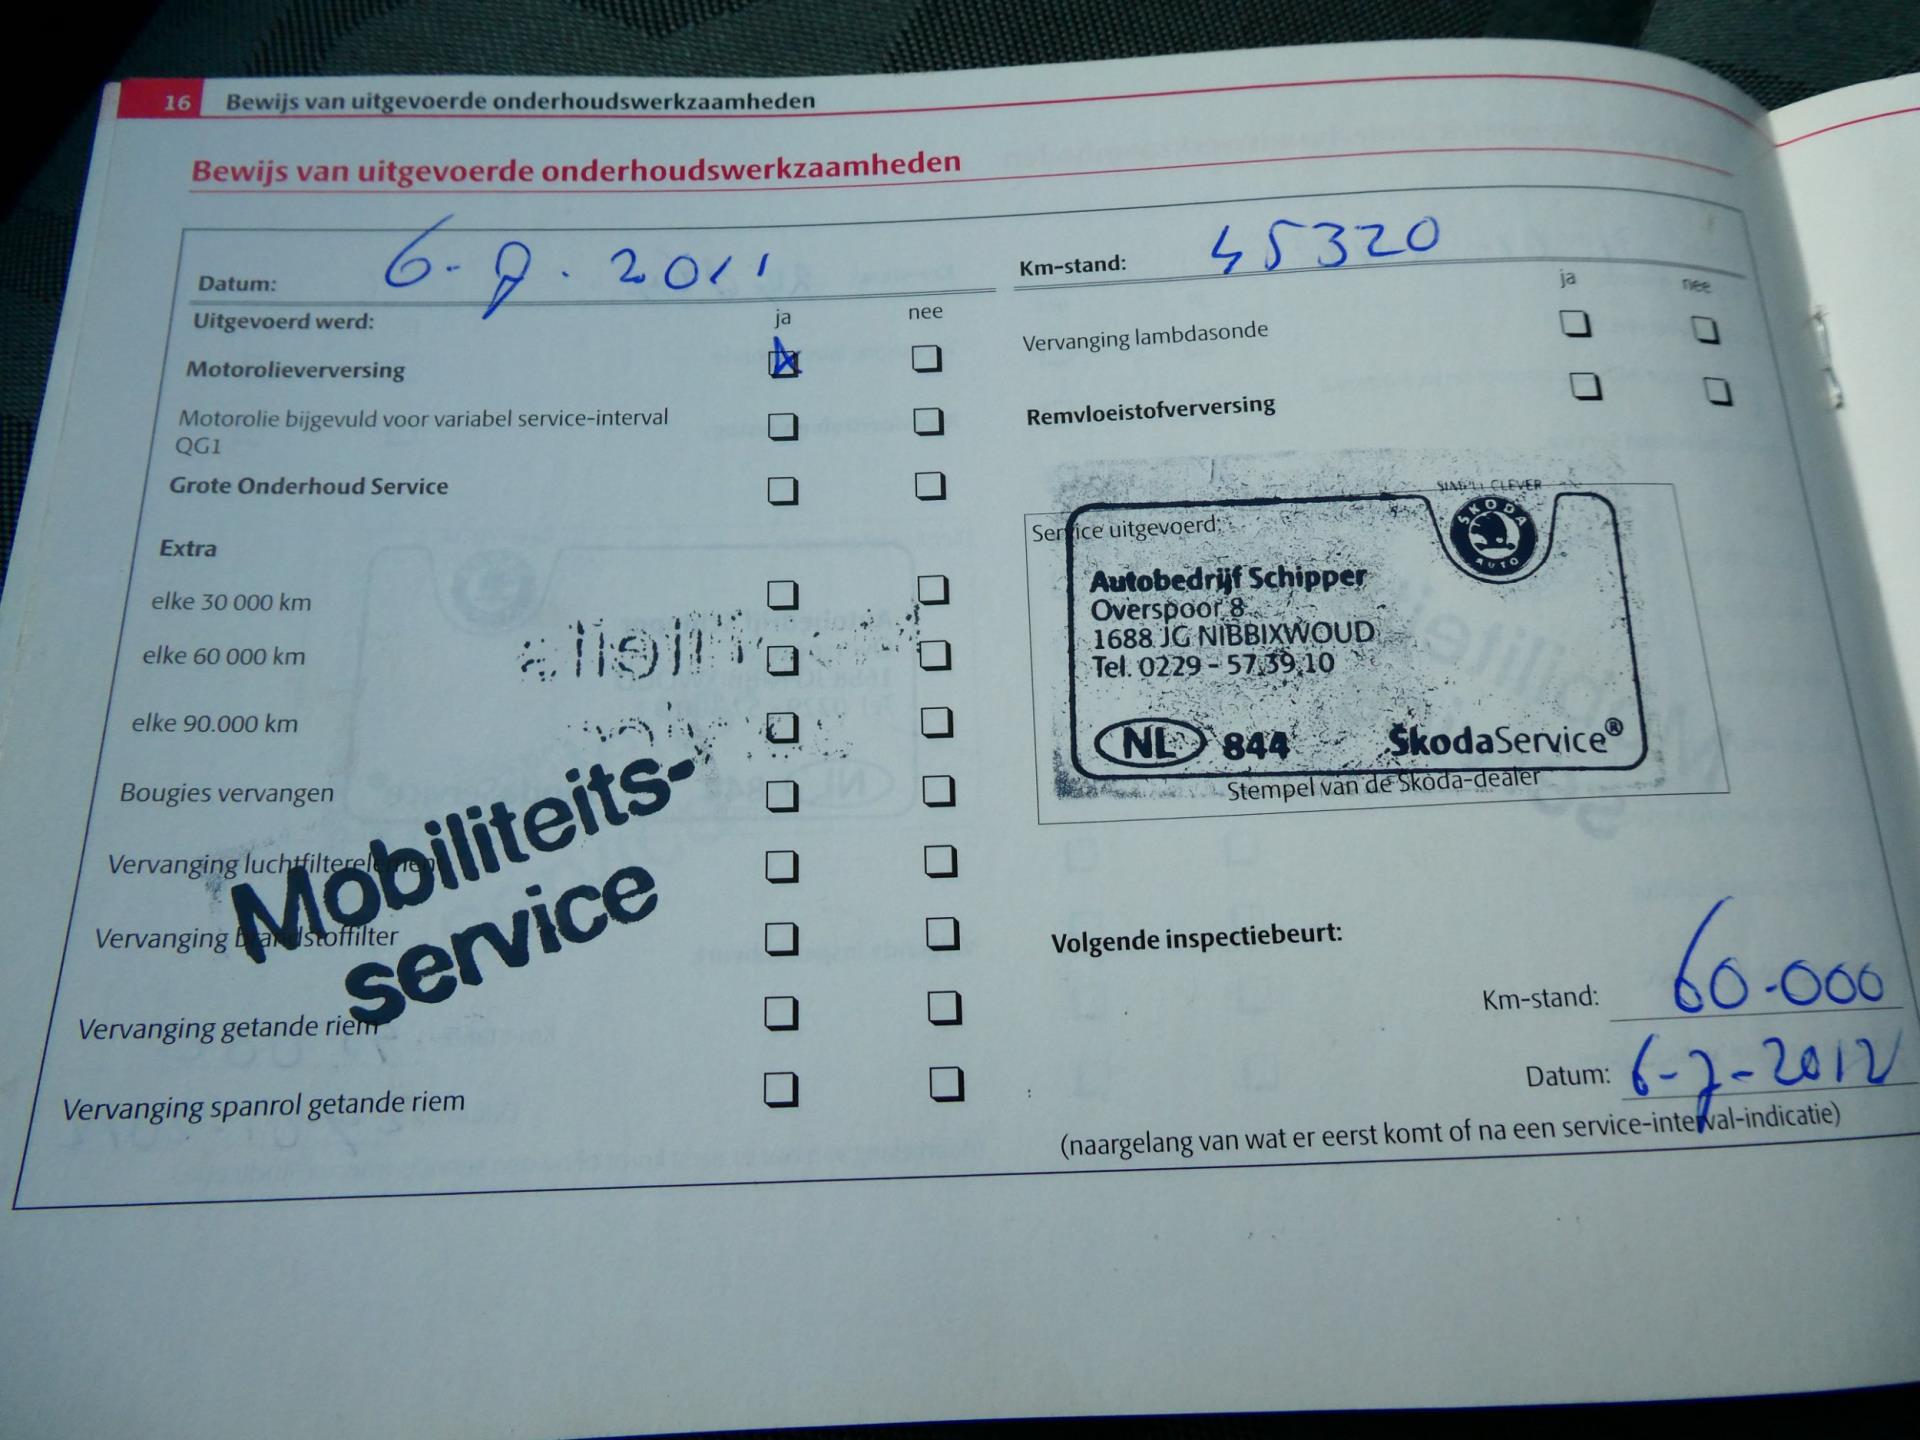 16 Bewijs van uitgevoerde onderhoudswerkzaamheden
Bewijs van uitgevoerde onderhoudswerkzaamheden
Datum: 6-7.2011
Uitgevoerd werd: ja nee
Motorolieverversing
Motorolie bijgevuld voor variabel service-interval
QG1
Grote Onderhoud Service
Extra
elke 30 000 km
elke 60 000 km
elke 90.000 km
Bougies vervangen
Vervanging luchtfilterelement
Vervanging brandstoffilter
Vervanging getande riem
Vervanging spanrol getande riem
Mobiliteits-
service
Km-stand: 45320
ja nee
Vervanging lambdasonde
Remvloeistofverversing
SIMPLY CLEVER
ŠKODA
AUTO
Service uitgevoerd:
Autobedrijf Schipper
Overspoor 8
1688 JG NIBBIXWOUD
Tel. 0229 - 57.39.10
NL 844 ŠkodaService®
Stempel van de Skoda-dealer
Volgende inspectiebeurt:
Km-stand: 60.000
Datum: 6-7-2012
(naargelang van wat er eerst komt of na een service-interval-indicatie)